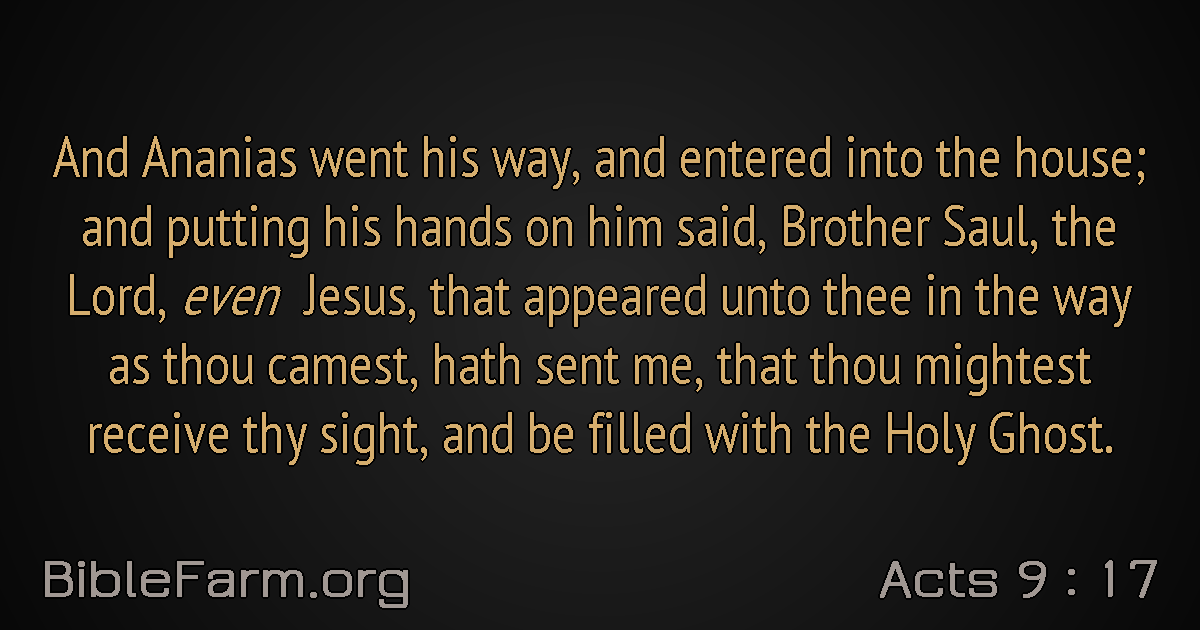 And Ananias went his way, and entered into the house;
and putting his hands on him said, Brother Saul, the
Lord, even Jesus, that appeared unto thee in the way
as thou camest, hath sent me, that thou mightest
receive thy sight, and be filled with the Holy Ghost.
BibleFarm.org
Acts 9 : 17